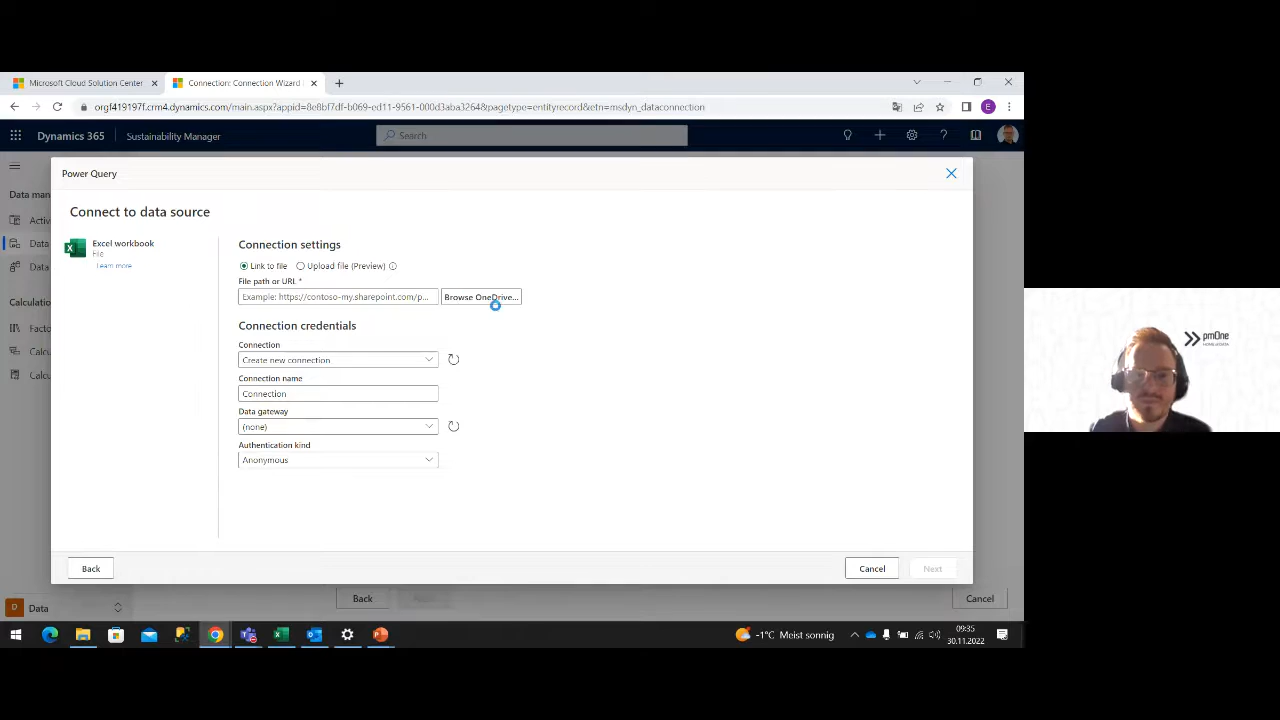 Microsoft Cloud Solution Center
Connection: Connection Wizard
orgf419197f.crm4.dynamics.com/main.aspx?appid=8e8bf7df-b069-ed11-9561-000d3aba3264&pagetype=entityrecord&etn=msdyn_dataconnection
E
Dynamics 365
Sustainability Manager
Search
Data man
Activ
Data
Data
Calculatio
Facto
Calcu
Calcu
Power Query
Connect to data source
Excel workbook
File
Learn more
Connection settings
Link to file
Upload file (Preview)
File path or URL *
Example: https://contoso-my.sharepoint.com/p...
Browse OneDrive...
Connection credentials
Connection
Create new connection
Connection name
Connection
Data gateway
(none)
Authentication kind
Anonymous
Back
Cancel
Next
Back
Cancel
D
Data
-1°C Meist sonnig
09:35
30.11.2022
pmOne